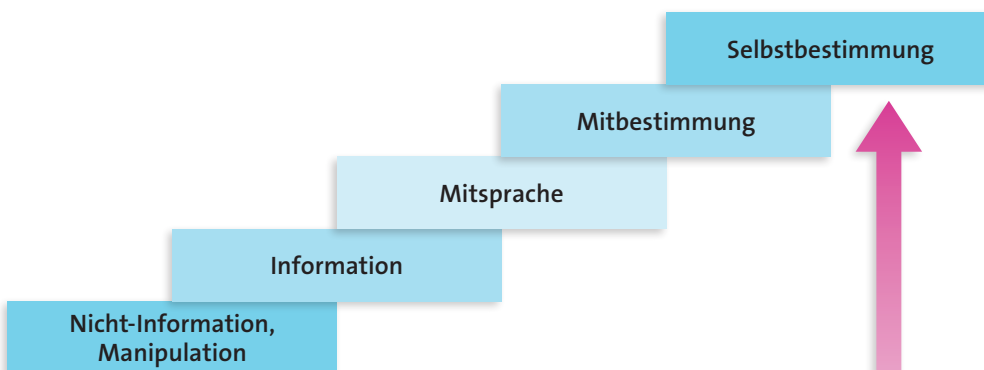 Selbstbestimmung
Mitbestimmung
Mitsprache
Information
Nicht-Information,
Manipulation